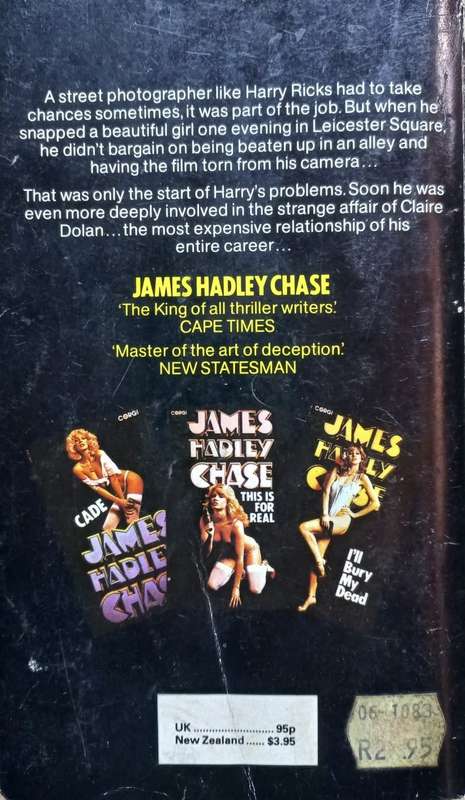 A street photographer like Harry Ricks had to take
chances sometimes, it was part of the job. But when he
snapped a beautiful girl one evening in Leicester Square,
he didn't bargain on being beaten up in an alley and
having the film torn from his camera...
That was only the start of Harry's problems. Soon he was
even more deeply involved in the strange affair of Claire
Dolan...the most expensive relationship of his
entire career...
JAMES HADLEY CHASE
'The King of all thriller writers.'
CAPE TIMES
'Master of the art of deception.'
NEW STATESMAN
CORGI
CADE
JAMES
HADLE
CHA
CORGI
JAMES
HADLEY
CHASE
THIS IS
FOR
REAL
CORGI
JAMES
HADLEY
CHASE
I'll
Bury
My
Dead
UK .......................... 95p
New Zealand ...... $3.95
06-1083
R2 95